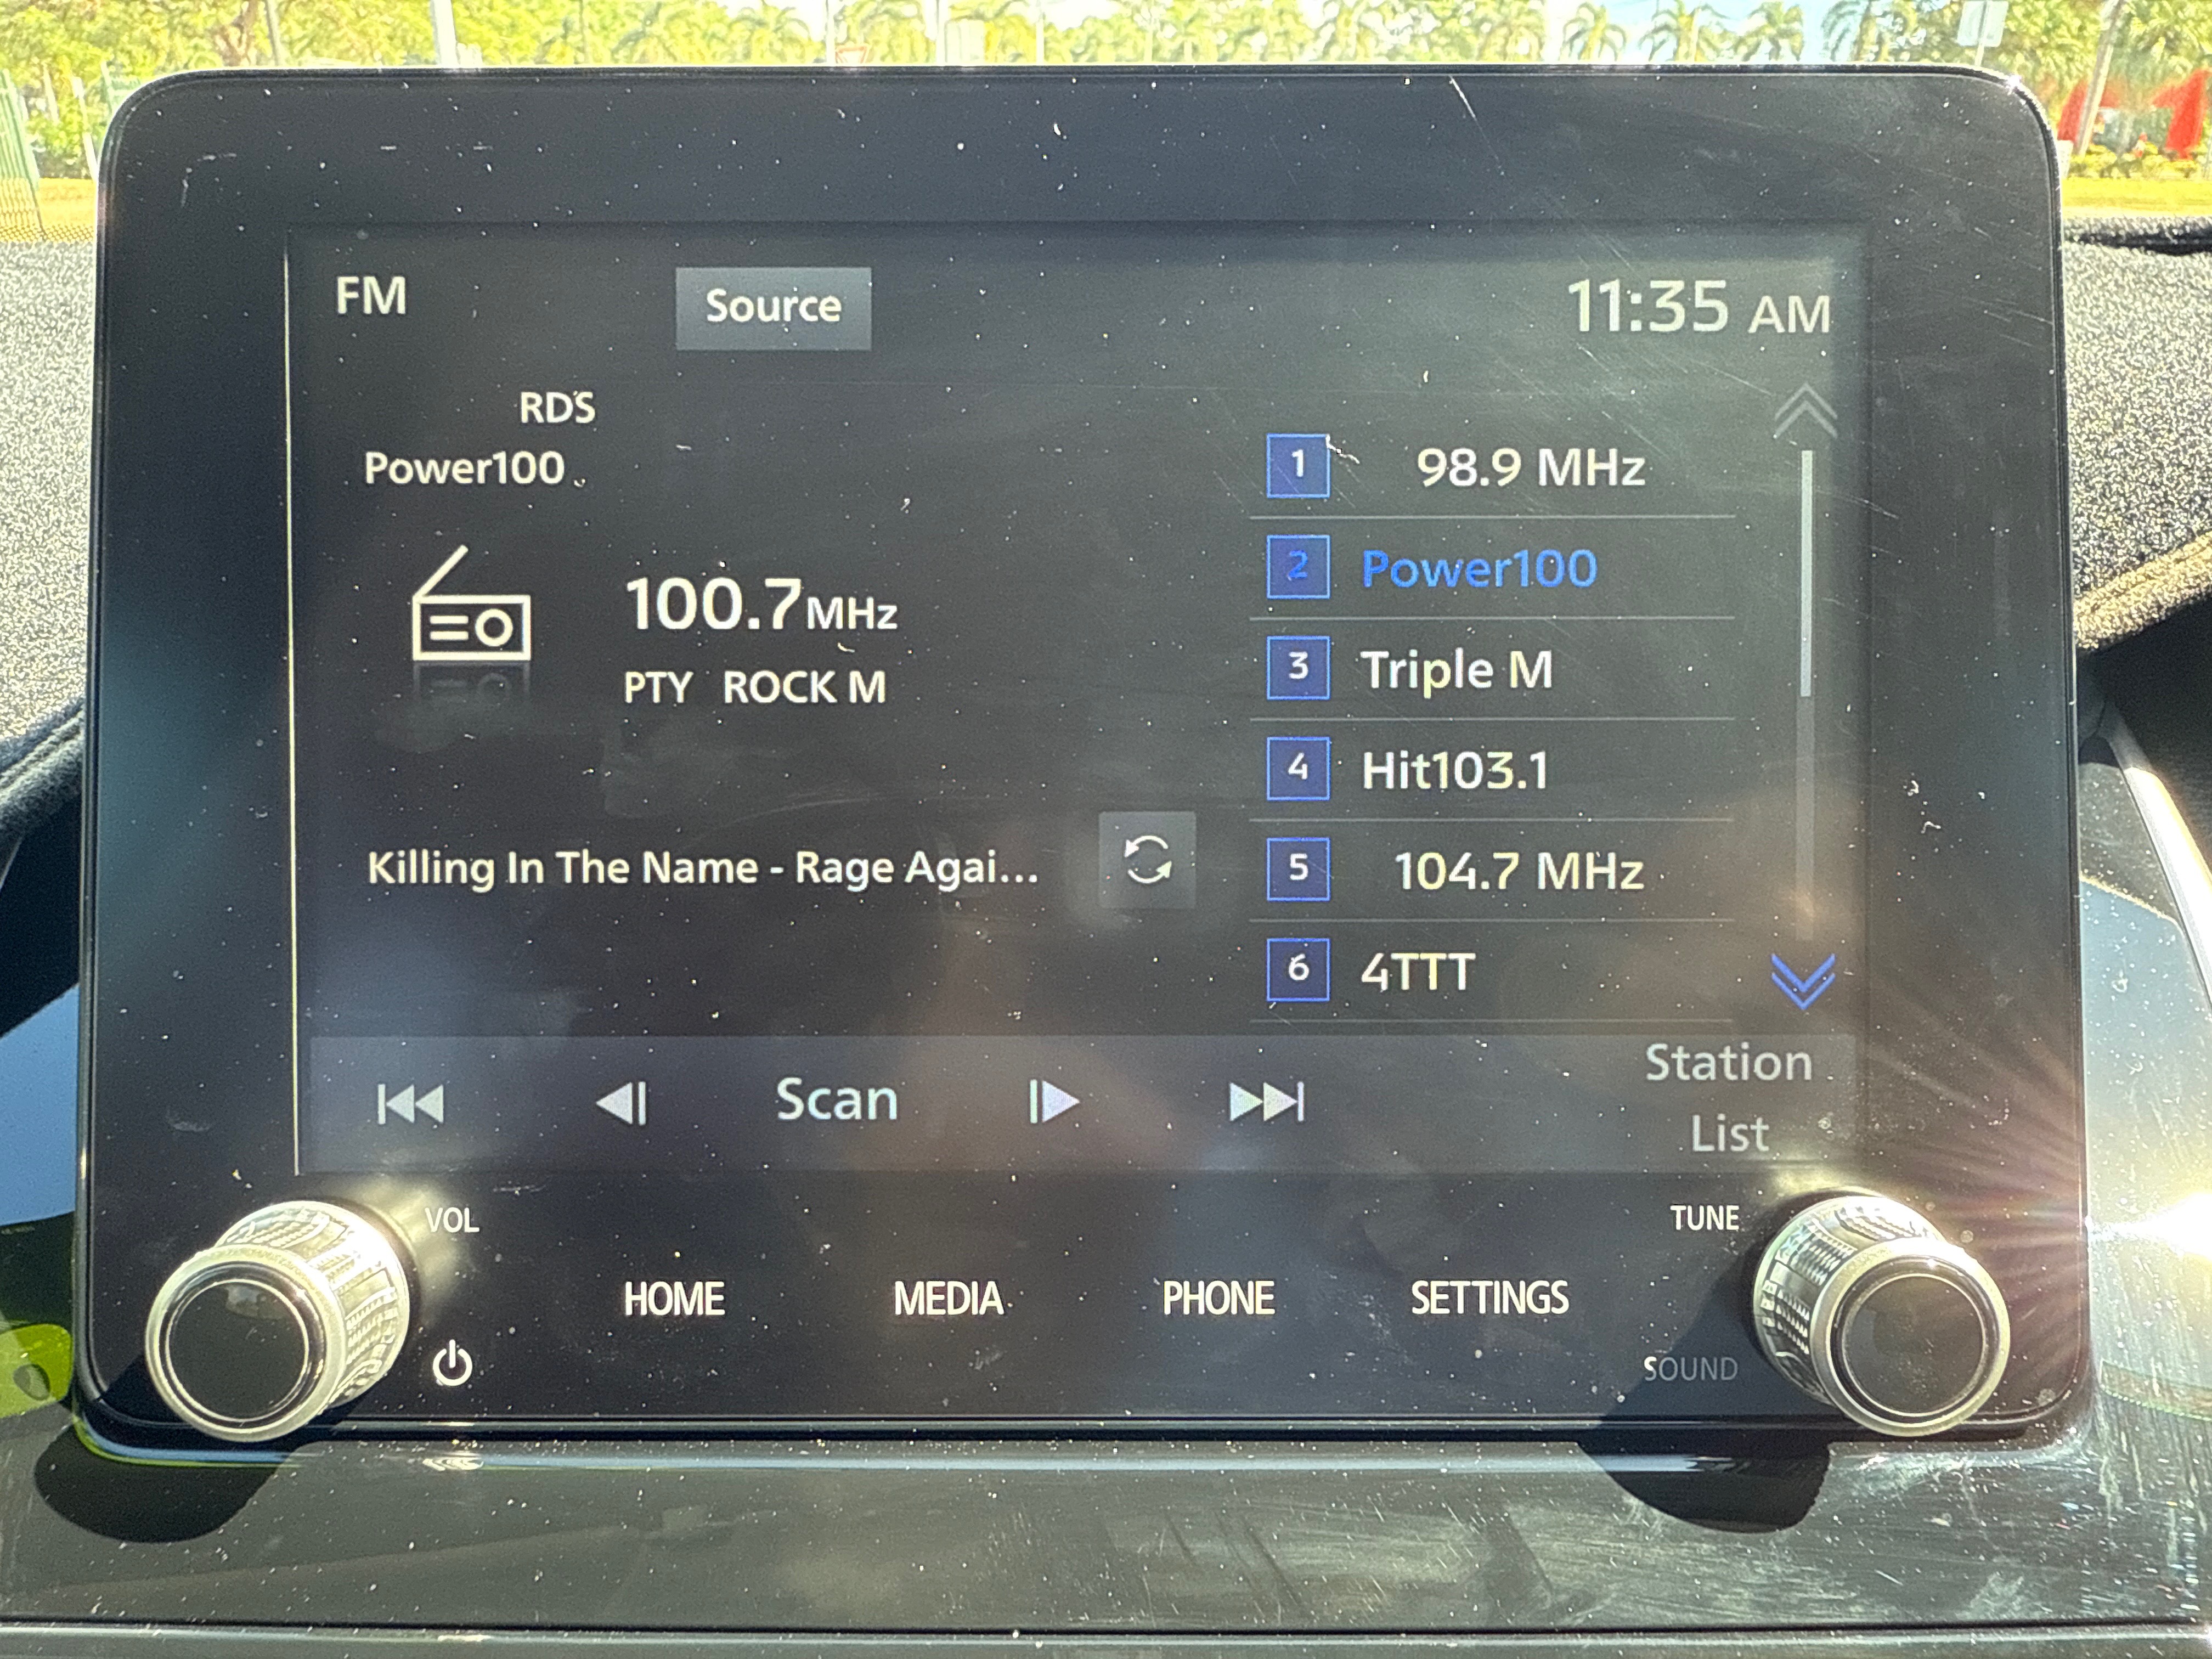 FM
Source
11:35 AM
RDS
Power100
100.7MHz
PTY ROCK M
Killing In The Name - Rage Agai...
1 98.9 MHz
2 Power100
3 Triple M
4 Hit103.1
5 104.7 MHz
6 4TTT
Scan
Station
List
VOL
TUNE
HOME
MEDIA
PHONE
SETTINGS
SOUND